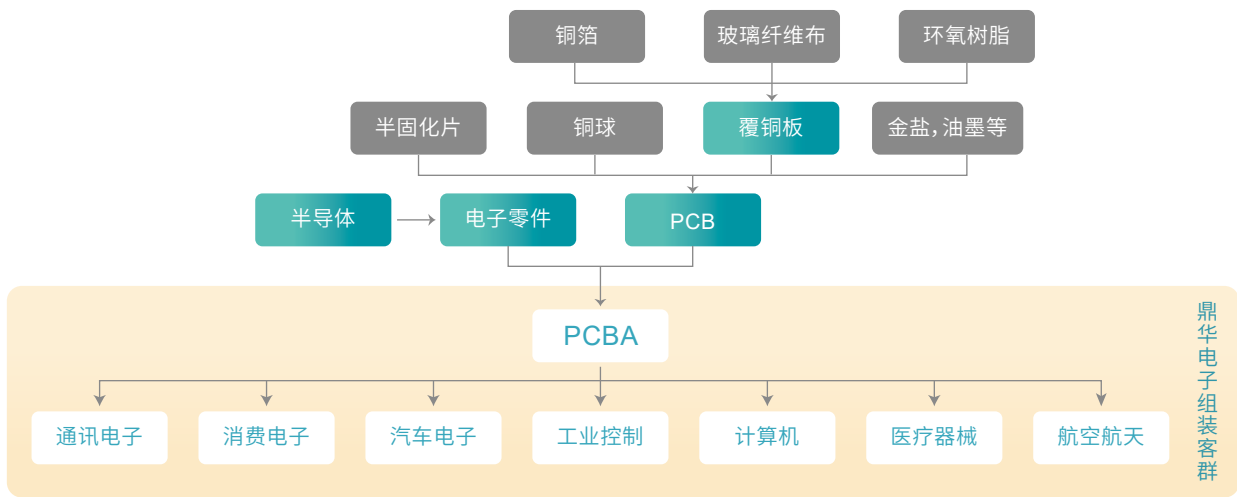 铜箔
玻璃纤维布
环氧树脂
半固化片
铜球
覆铜板
金盐,油墨等
半导体
电子零件
PCB
PCBA
通讯电子
消费电子
汽车电子
工业控制
计算机
医疗器械
航空航天
鼎华电子组装客群